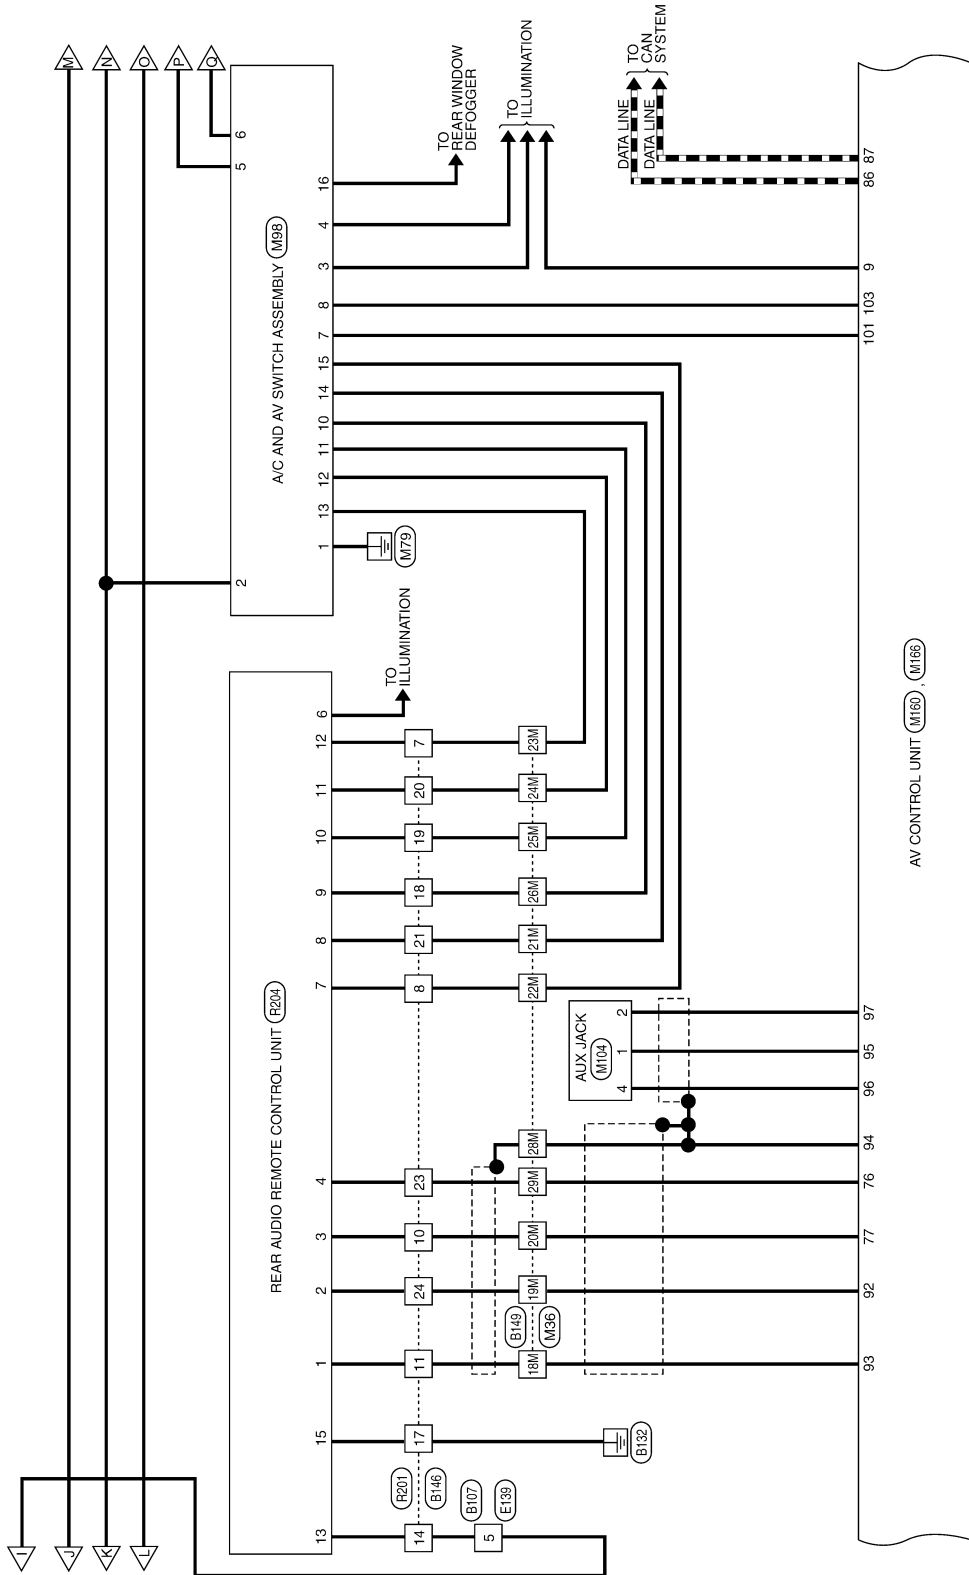 M
N
O
P
Q
6
5
2
A/C AND AV SWITCH ASSEMBLY M98
16
4
3
8
7
15
14
10
11
12
13
1
M79
TO
REAR WINDOW
DEFOGGER
TO
ILLUMINATION
TO
CAN
SYSTEM
DATA LINE
DATA LINE
87
86
9
103
101
I
J
K
L
REAR AUDIO REMOTE CONTROL UNIT R204
6
12
11
10
9
8
7
4
3
2
1
15
13
TO
ILLUMINATION
7
20
19
18
21
8
23
10
24
11
17
14
R201
B146
B107
E139
5
23M
24M
25M
26M
21M
22M
28M
29M
20M
19M
18M
B149
M36
B132
AUX JACK
M104
2
1
4
97
95
96
94
76
77
92
93
AV CONTROL UNIT M160 , M166